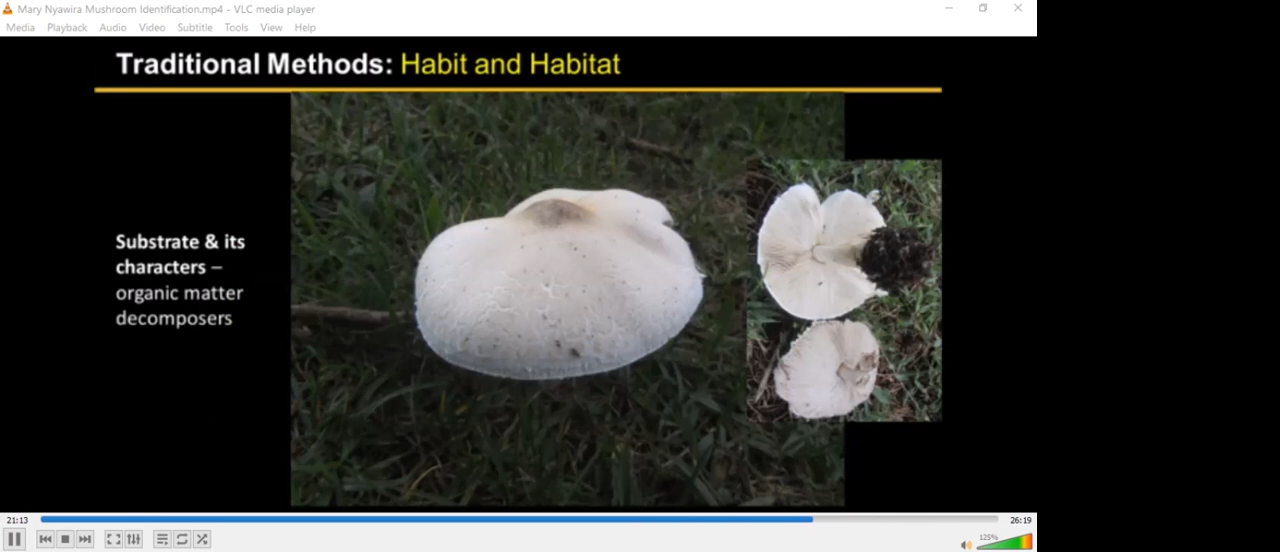 Mary Nyawira Mushroom Identification.mp4 - VLC media player
Media Playback Audio Video Subtitle Tools View Help
Traditional Methods: Habit and Habitat
Substrate & its
characters –
organic matter
decomposers
21:13
26:19
125%